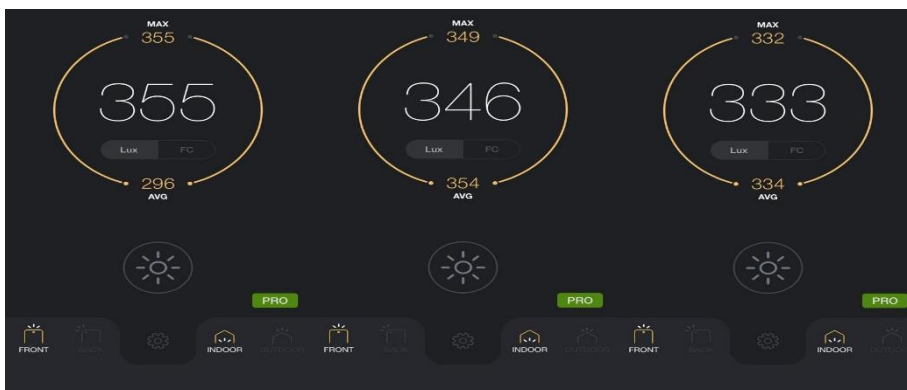 MAX
355
355
Lux FC
296
AVG
PRO
FRONT BACK
INDOOR OUTDOOR
MAX
349
346
Lux FC
354
AVG
PRO
FRONT BACK
INDOOR OUTDOOR
MAX
332
333
Lux FC
334
AVG
PRO
FRONT BACK
INDOOR OUTDOOR